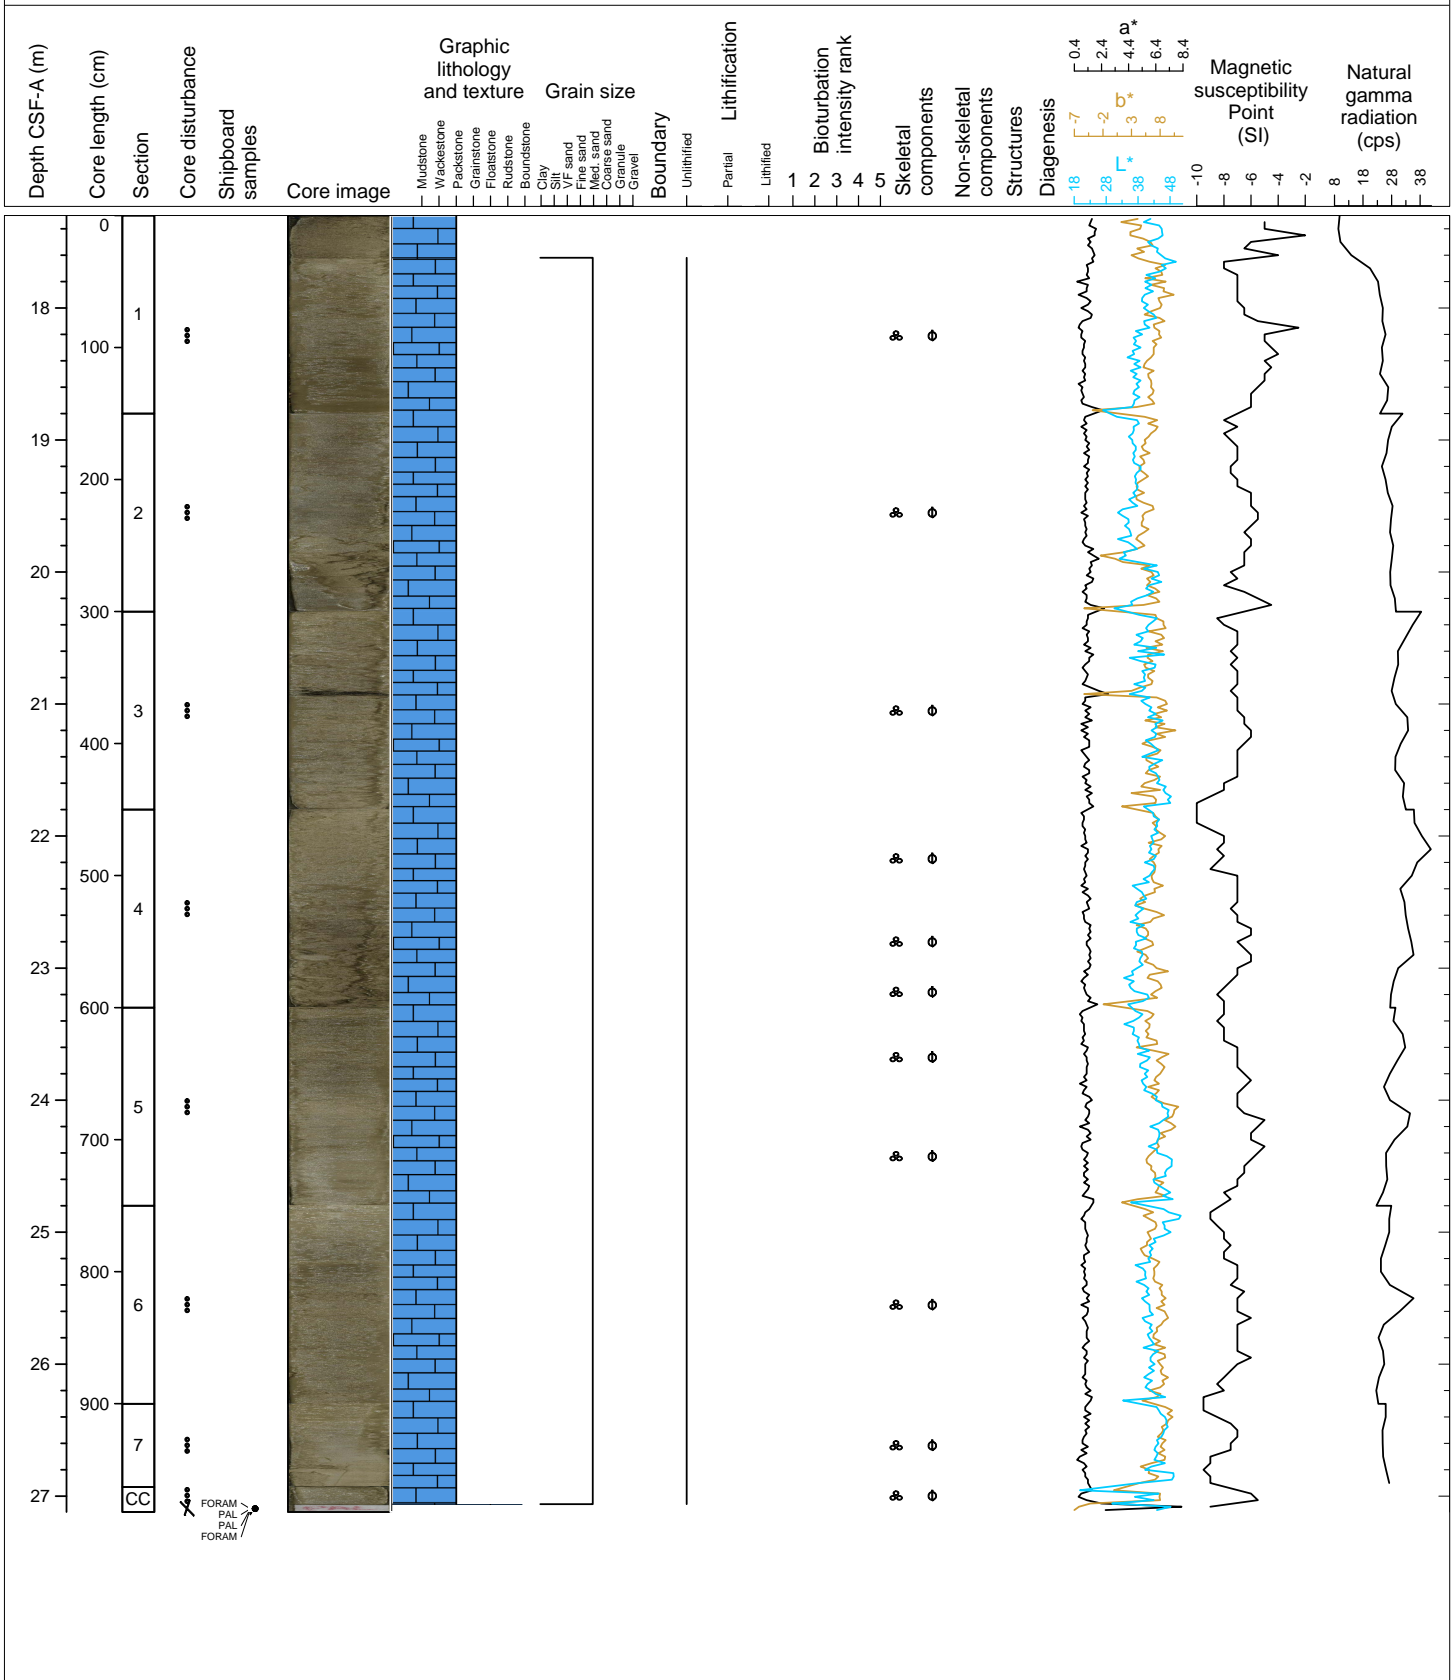 Depth CSF-A (m)
Core length (cm)
Section
Core disturbance
Shipboard
samples
Core image
Graphic
lithology
and texture
Mudstone
Wackestone
Packstone
Grainstone
Floatstone
Rudstone
Boundstone
Grain size
Clay
Silt
VF sand
Fine sand
Med. sand
Coarse sand
Granule
Gravel
Boundary
Lithification
Unlithified
Partial
Lithified
Bioturbation
intensity rank
1 2 3 4 5
Skeletal
components
Non-skeletal
components
Structures
Diagenesis
a*
0.4 2.4 4.4 6.4 8.4
b*
-7 -2 3 8
L*
18 28 38 48
Magnetic
susceptibility
Point
(SI)
-10 -8 -6 -4 -2
Natural
gamma
radiation
(cps)
8 18 28 38
0
18
1
100
19
200
2
20
300
21
3
400
22
500
4
23
600
24
5
700
25
800
6
26
900
7
27
CC
FORAM
PAL
PAL
FORAM